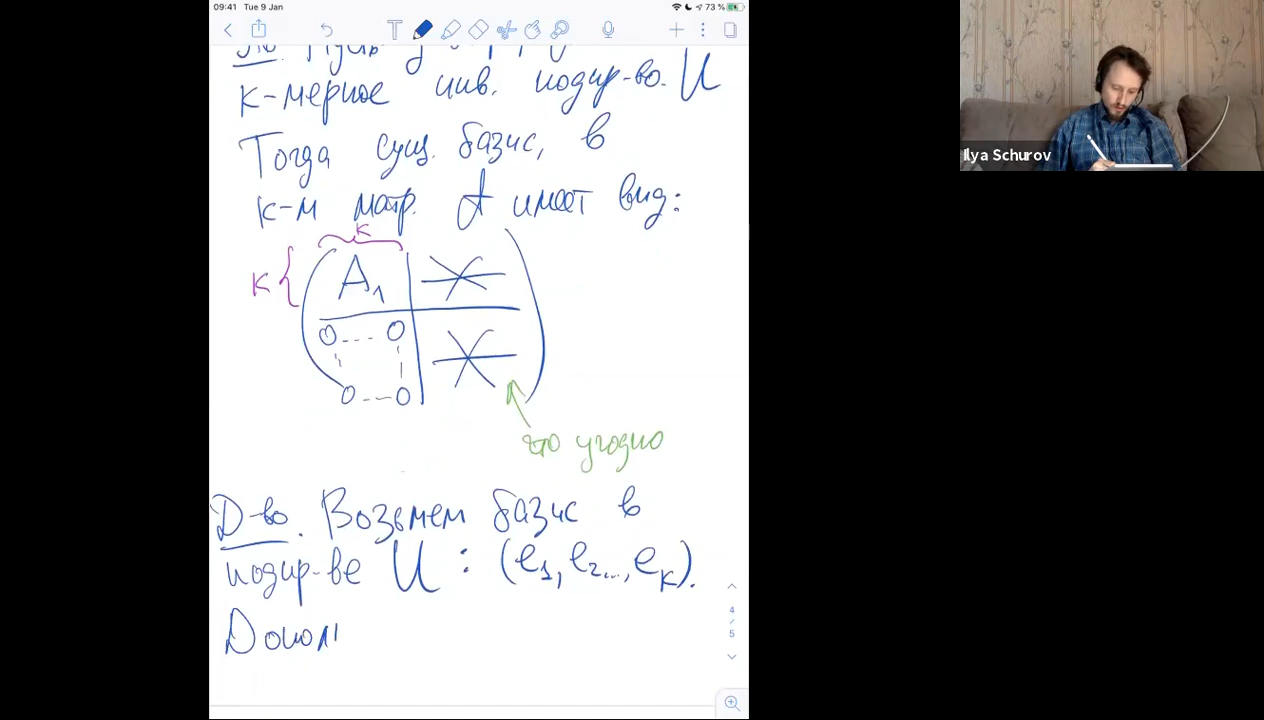 09:41 Tue 9 Jan 73 %
к-мерное инв. подпр-во. U
Тогда сущ. базис, в
к-м матр. A имеет вид:
к
к
A1 *
0 --- 0 *
0 -- 0
что угодно
Д-во. Возьмем базис в
подпр-ве U : (e1, e2..., eк).
Допол
4
/
5
Ilya Schurov